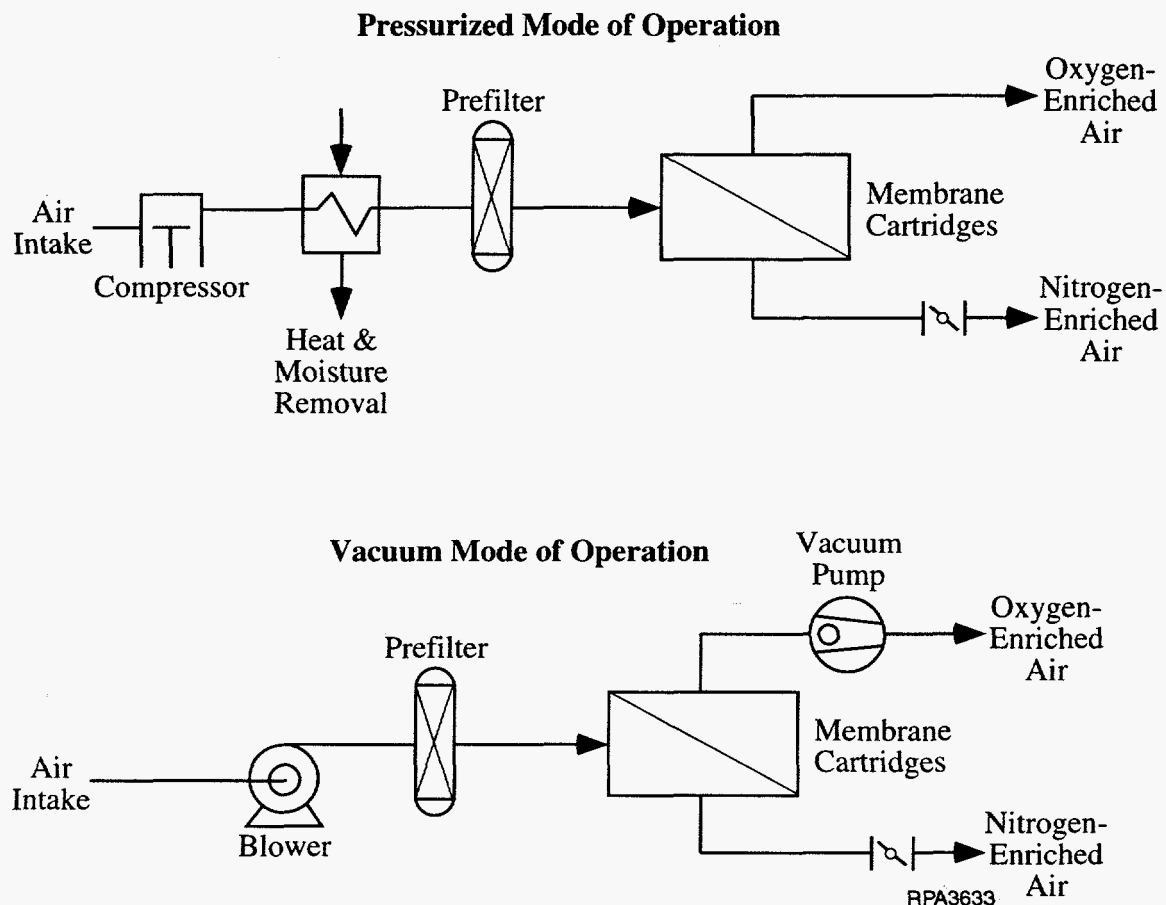 Pressurized Mode of Operation
Oxygen-
Enriched
Air
Prefilter
Air
Intake
Membrane
Cartridges
Compressor
Nitrogen-
Enriched
Air
Heat &
Moisture
Removal
Vacuum Mode of Operation
Vacuum
Pump
Oxygen-
Enriched
Air
Prefilter
Membrane
Cartridges
Air
Intake
Blower
Nitrogen-
Enriched
Air
RPA3633